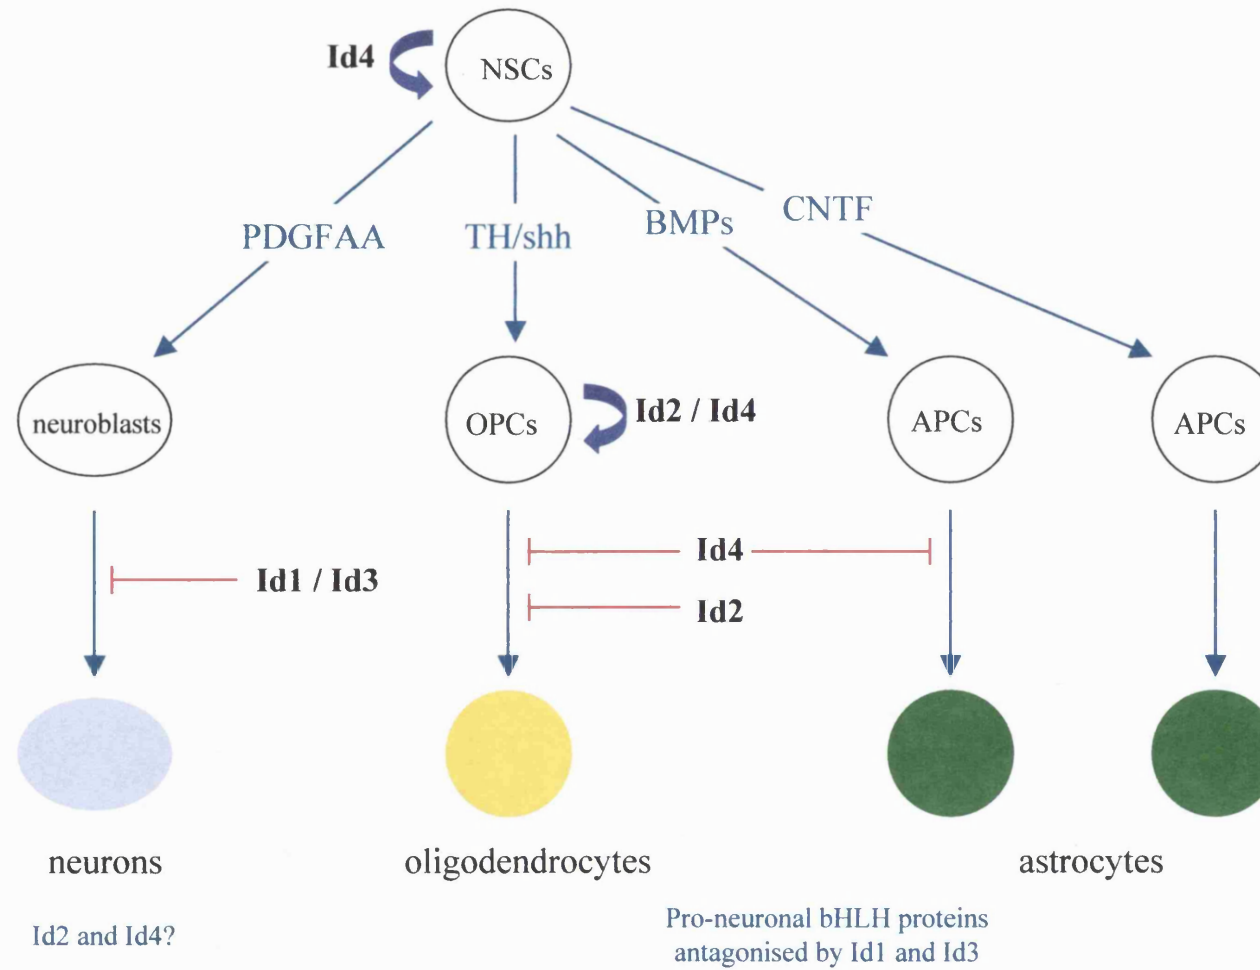 Id4
NSCs
PDGFAA
TH/shh
BMPs
CNTF
neuroblasts
OPCs
Id2 / Id4
APCs
APCs
Id1 / Id3
Id4
Id2
neurons
oligodendrocytes
astrocytes
Id2 and Id4?
Pro-neuronal bHLH proteins
antagonised by Id1 and Id3